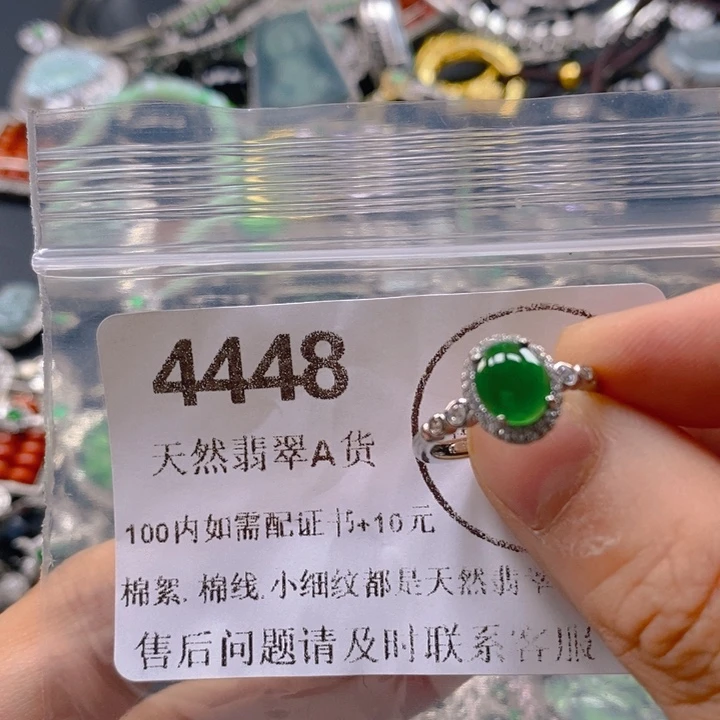 4448
天然翡翠A货
100内如需配证书+10元
棉絮.棉线.小细纹都是天然翡翠
售后问题请及时联系客服